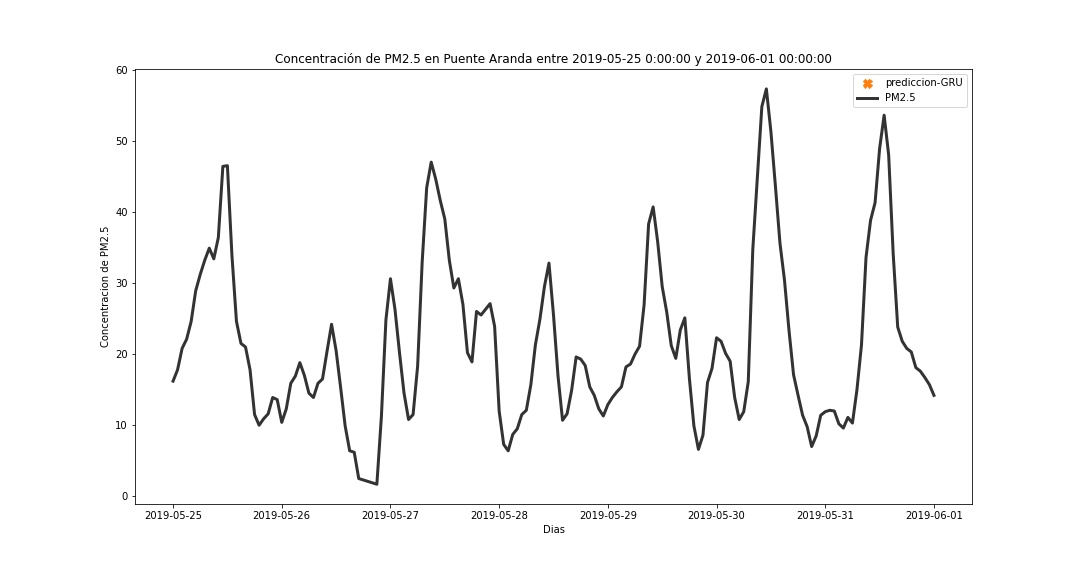 Concentración de PM2.5 en Puente Aranda entre 2019-05-25 0:00:00 y 2019-06-01 00:00:00
prediccion-GRU
PM2.5
Concentracion de PM2.5
60
50
40
30
20
10
0
2019-05-25 2019-05-26 2019-05-27 2019-05-28 2019-05-29 2019-05-30 2019-05-31 2019-06-01
Dias